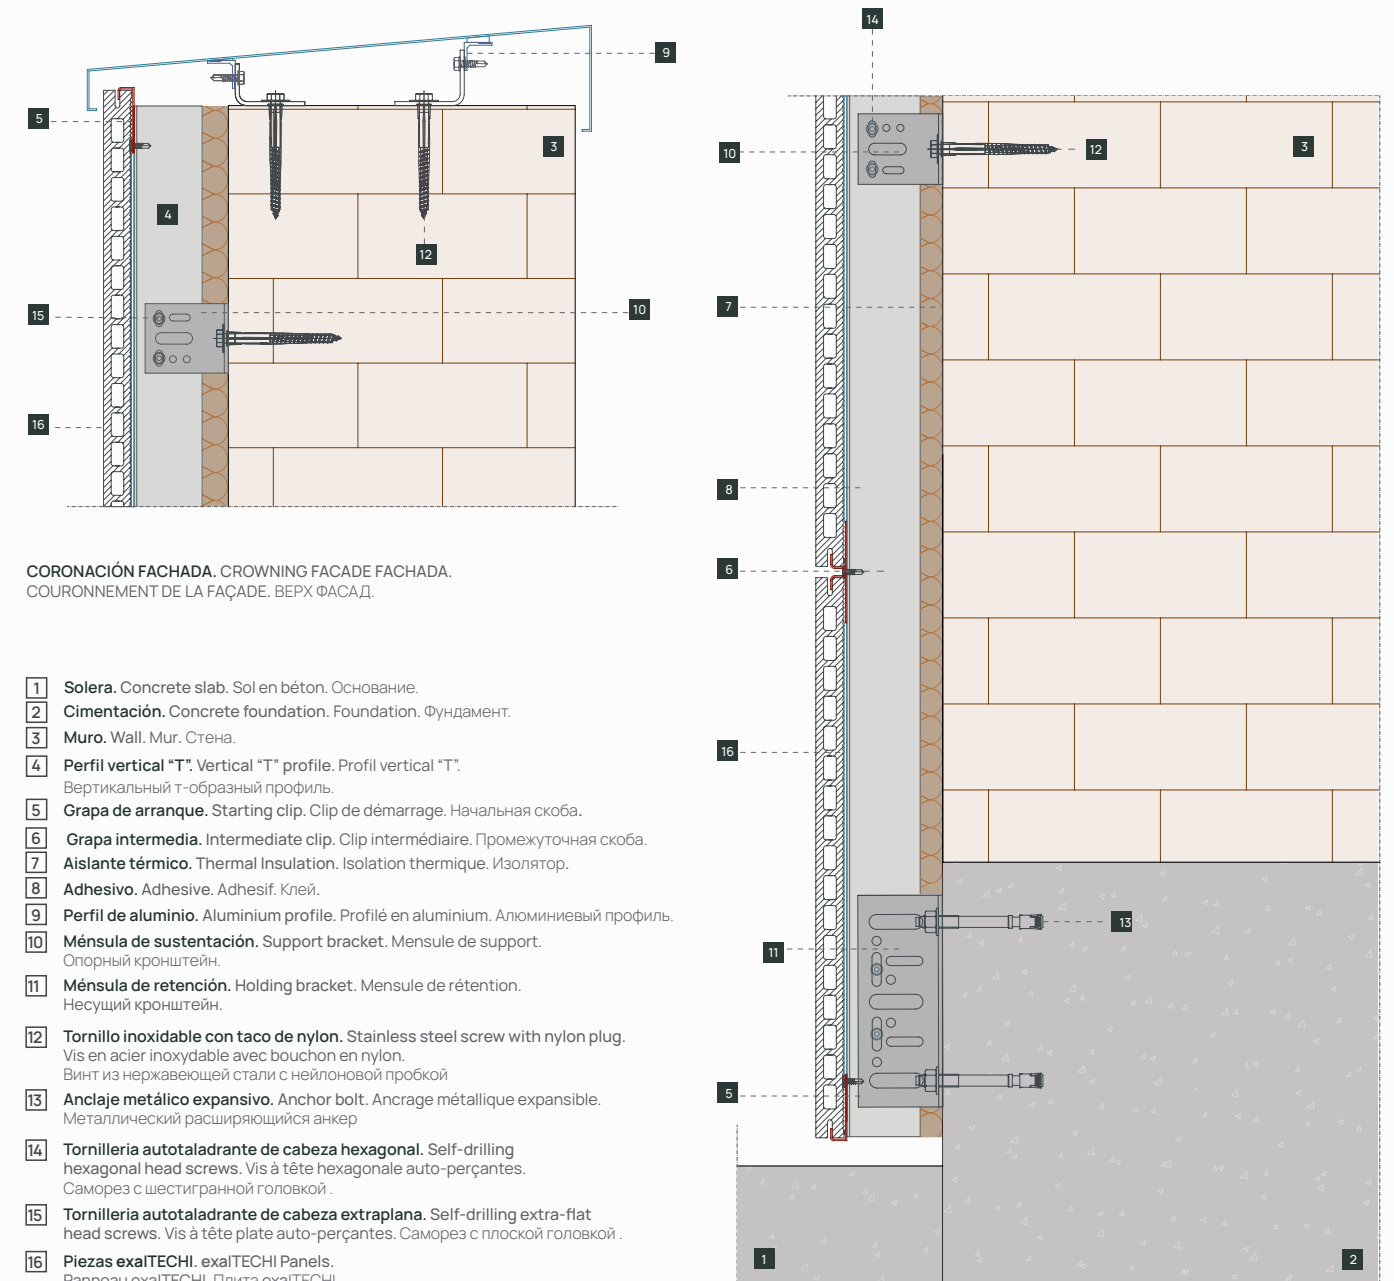 14
9
5
3
4
12
15
10
16
10
12
3
7
8
6
16
13
11
5
1
2
CORONACIÓN FACHADA. CROWNING FACADE FACHADA.
COURONNEMENT DE LA FAÇADE. ВЕРХ ФАСАД.
1 Solera. Concrete slab. Sol en béton. Основание.
2 Cimentación. Concrete foundation. Foundation. Фундамент.
3 Muro. Wall. Mur. Стена.
4 Perfil vertical “T”. Vertical “T” profile. Profil vertical “T”.
Вертикальный т-образный профиль.
5 Grapa de arranque. Starting clip. Clip de démarrage. Начальная скоба.
6 Grapa intermedia. Intermediate clip. Clip intermédiaire. Промежуточная скоба.
7 Aislante térmico. Thermal Insulation. Isolation thermique. Изолятор.
8 Adhesivo. Adhesive. Adhesif. Клей.
9 Perfil de aluminio. Aluminium profile. Profilé en aluminium. Алюминиевый профиль.
10 Ménsula de sustentación. Support bracket. Mensule de support.
Опорный кронштейн.
11 Ménsula de retención. Holding bracket. Mensule de rétention.
Несущий кронштейн.
12 Tornillo inoxidable con taco de nylon. Stainless steel screw with nylon plug.
Vis en acier inoxydable avec bouchon en nylon.
Винт из нержавеющей стали с нейлоновой пробкой
13 Anclaje metálico expansivo. Anchor bolt. Ancrage métallique expansible.
Металлический расширяющийся анкер
14 Tornilleria autotaladrante de cabeza hexagonal. Self-drilling
hexagonal head screws. Vis à tête hexagonale auto-perçantes.
Саморез с шестигранной головкой .
15 Tornilleria autotaladrante de cabeza extraplana. Self-drilling extra-flat
head screws. Vis à tête plate auto-perçantes. Саморез с плоской головкой .
16 Piezas exalTECHI. exalTECHI Panels.
Panneau exalTECHI. Плита exalTECHI.